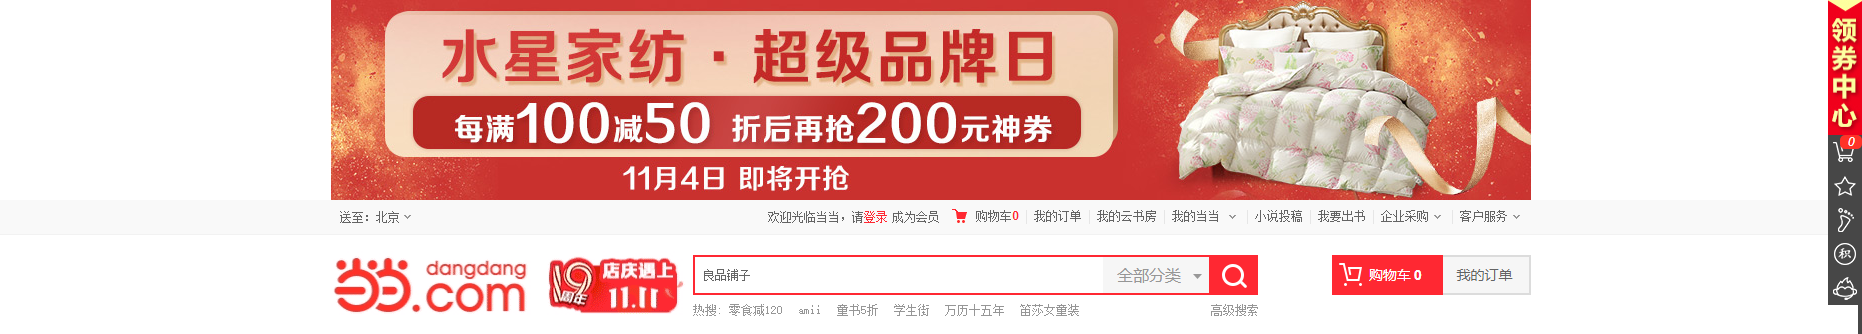 水星家纺·超级品牌日
每满100减50 折后再抢200元神券
11月4日 即将开抢
领券中心
0
积
送至：北京
欢迎光临当当，请登录 成为会员 购物车0 我的订单 我的云书房 我的当当 小说投稿 我要出书 企业采购 客户服务
当当
dangdang
.com
19周年
店庆遇上
11.11
良品铺子 全部分类
购物车 0 我的订单
热搜: 零食减120 amii 童书5折 学生街 万历十五年 笛莎女童装 高级搜索